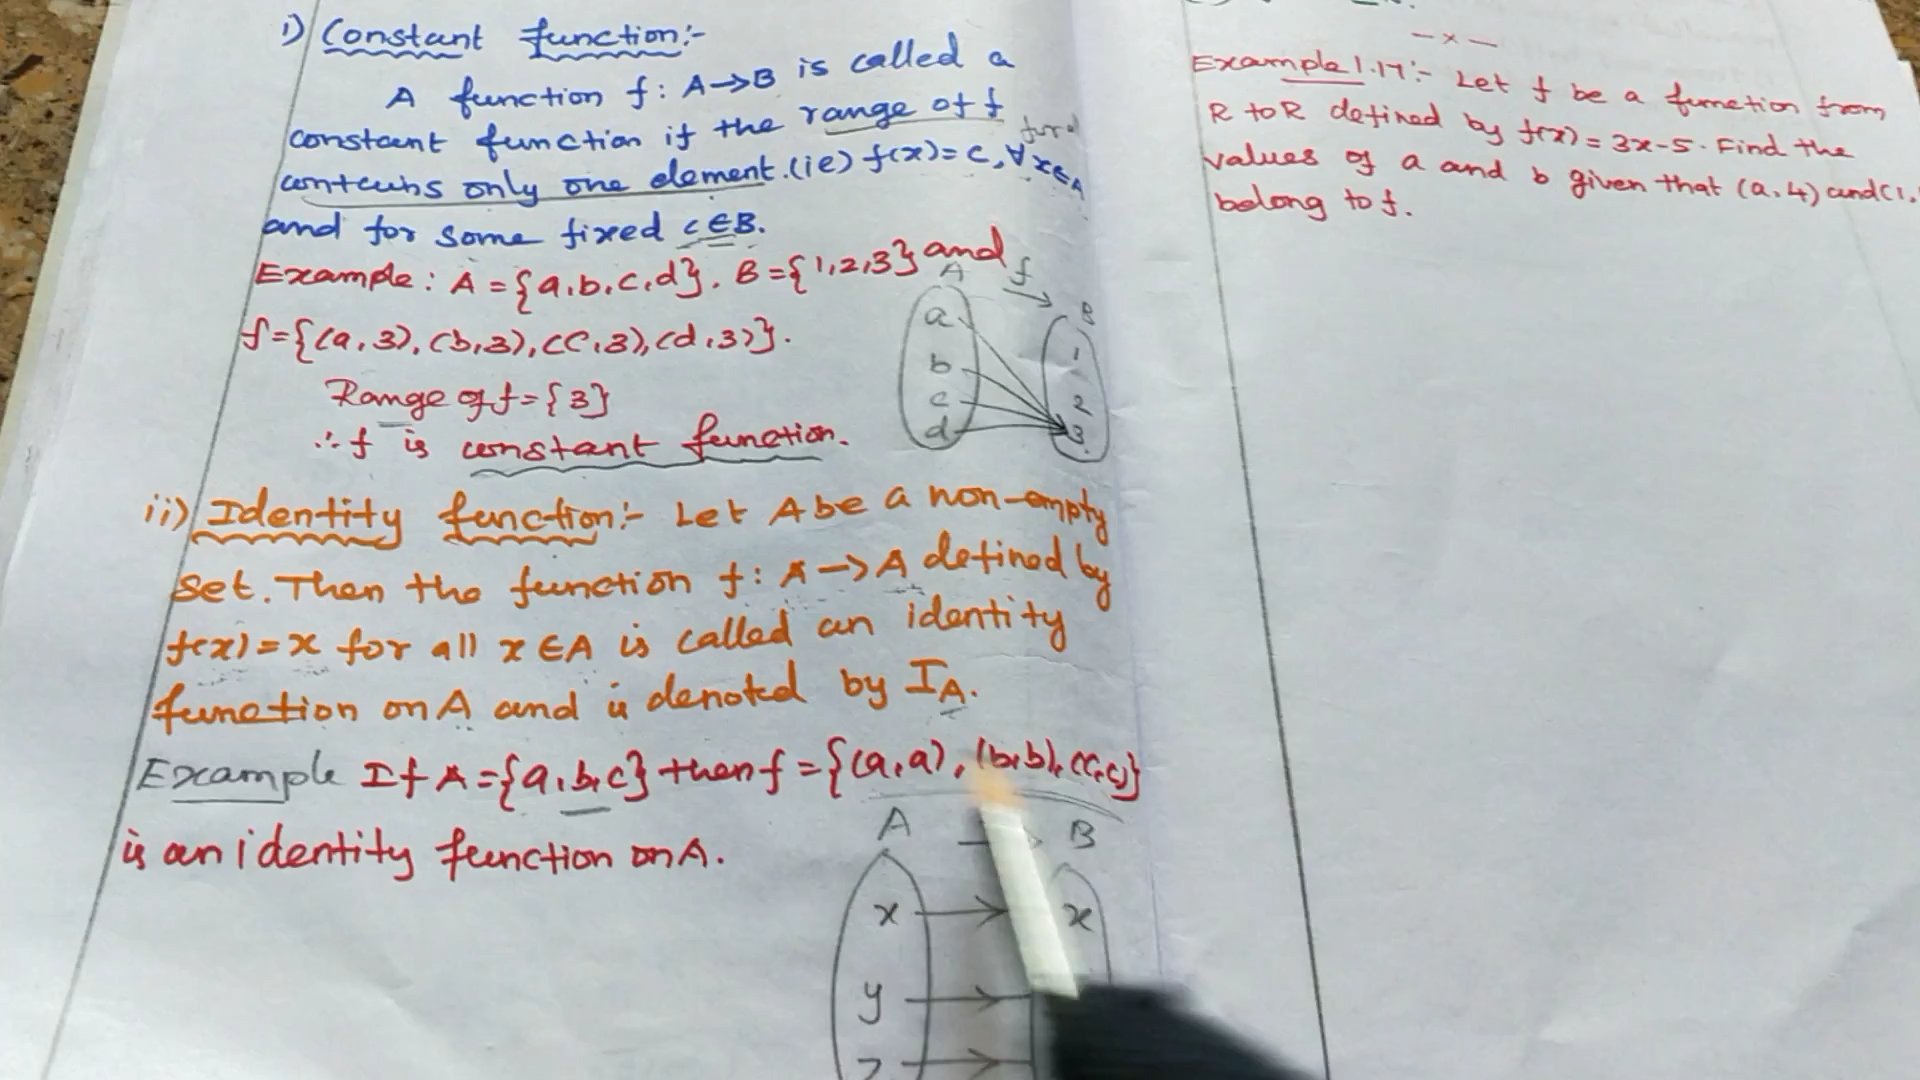 i) Constant function:-
A function f: A→B is called a
constant function if the range of f
contains only one element. (ie) f(x) = c, ∀ x∈A
and for some fixed c∈B.
Example: A = {a,b,c,d}. B = {1,2,3} and
f = {(a,3), (b,3), (c,3), (d,3)}.
Range of f = {3}
∴ f is constant function.
A f B
a 1
b 2
c 3
d
ii) Identity function:- Let A be a non-empty
set. Then the function f: A→A defined by
f(x) = x for all x∈A is called an identity
function on A and is denoted by I_A.
Example If A = {a,b,c} then f = {(a,a), (b,b), (c,c)}
is an identity function on A.
A B
x x
y
z
—x—
Example 1.17:- Let f be a function from
R to R defined by f(x) = 3x-5. Find the
values of a and b given that (a,4) and (1,
belong to f.